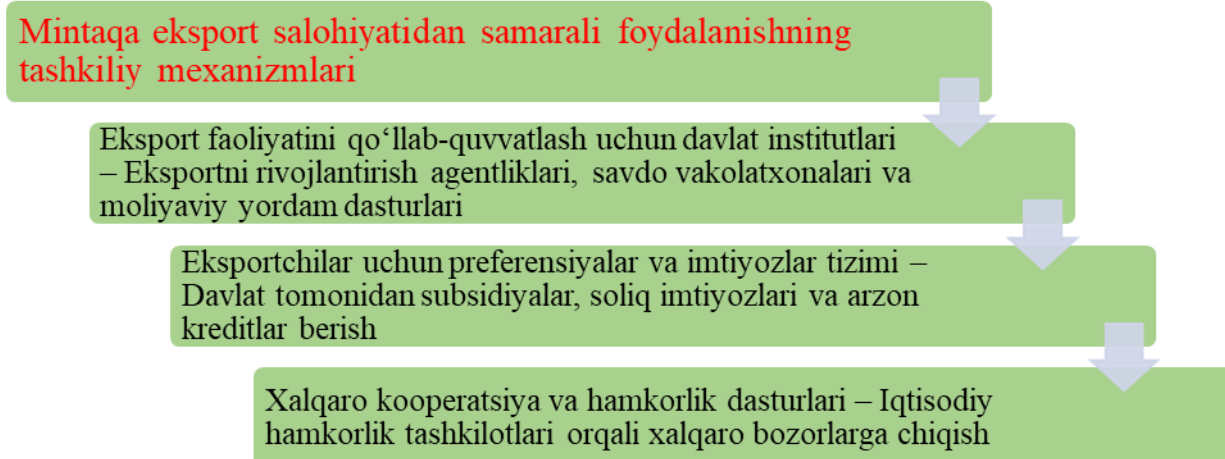 Mintaqa eksport salohiyatidan samarali foydalanishning
tashkiliy mexanizmlari
Eksport faoliyatini qo‘llab-quvvatlash uchun davlat institutlari
– Eksportni rivojlantirish agentliklari, savdo vakolatxonalari va
moliyaviy yordam dasturlari
Eksportchilar uchun preferensiyalar va imtiyozlar tizimi –
Davlat tomonidan subsidiyalar, soliq imtiyozlari va arzon
kreditlar berish
Xalqaro kooperatsiya va hamkorlik dasturlari – Iqtisodiy
hamkorlik tashkilotlari orqali xalqaro bozorlarga chiqish